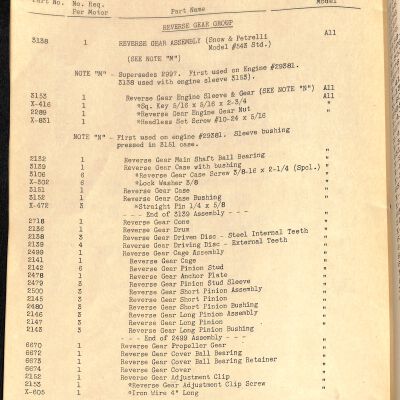 Part No. No. Req. Per Motor Part Name Model
REVERSE GEAR GROUP
3138 1 REVERSE GEAR ASSEMBLY (Snow & Petrelli All
Model #543 Std.)
(SEE NOTE "M")
NOTE "M" - Supersedes 2997. First used on Engine #29381.
3138 used with engine sleeve 3153).
3153 1 Reverse Gear Engine Sleeve & Gear (SEE NOTE "N") All
X-416 1 *Sq. Key 5/16 x 5/16 x 2-3/4 All
2289 1 *Reverse Gear Engine Gear Nut "
X-831 1 *Headless Set Screw #10-24 x 5/16 "
NOTE "N" - First used on engine #29381. Sleeve bushing
pressed in 3151 case.
2132 1 Reverse Gear Main Shaft Ball Bearing "
3139 1 Reverse Gear Case with bushing "
3106 6 *Reverse Gear Case Screw 3/8-16 x 2-1/4 (Spcl.) "
X-502 6 *Lock Washer 3/8 "
3151 1 Reverse Gear Case "
3152 1 Reverse Gear Case Bushing "
X-472 3 *Straight Pin 1/4 x 5/8 "
- - - End of 3139 Assembly - - -
2718 1 Reverse Gear Cone "
2136 1 Reverse Gear Drum "
2138 3 Reverse Gear Driven Disc - Steel Internal Teeth "
2139 4 Reverse Gear Driving Disc - External Teeth "
2499 1 Reverse Gear Cage Assembly "
2141 1 Reverse Gear Cage "
2142 6 Reverse Gear Pinion Stud "
2478 1 Reverse Gear Anchor Plate "
2479 3 Reverse Gear Pinion Stud Sleeve "
2500 3 Reverse Gear Short Pinion Assembly "
2145 3 Reverse Gear Short Pinion "
2480 3 Reverse Gear Short Pinion Bushing "
2146 3 Reverse Gear Long Pinion Assembly "
2147 3 Reverse Gear Long Pinion "
2143 3 Reverse Gear Long Pinion Bushing "
- - - End of 2499 Assembly - - -
6670 1 Reverse Gear Propeller Gear "
6672 1 Reverse Gear Cover Ball Bearing "
6673 1 Reverse Gear Cover Ball Bearing Retainer "
6674 1 Reverse Gear Cover "
2152 1 Reverse Gear Adjustment Clip "
2153 1 *Reverse Gear Adjustment Clip Screw "
X-605 1 *Iron Wire 4" Long "